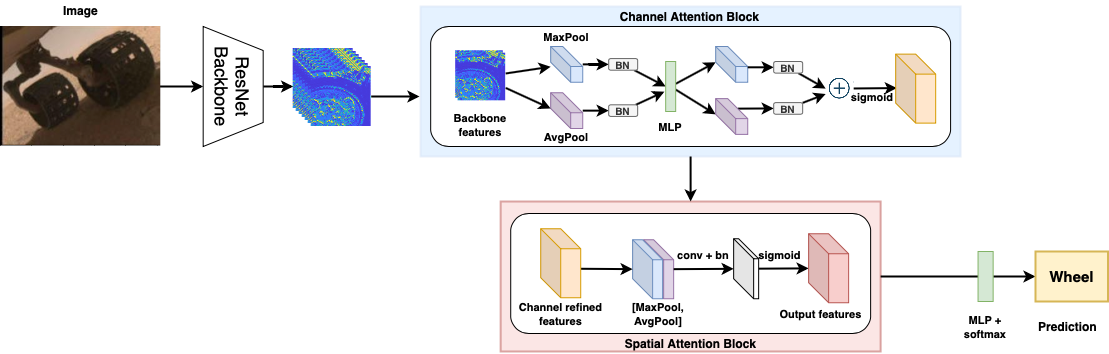 Image
ResNet
Backbone
Channel Attention Block
MaxPool
BN
BN
Backbone
features
AvgPool
BN
MLP
BN
sigmoid
Channel refined
features
[MaxPool,
AvgPool]
conv + bn
sigmoid
Output features
Spatial Attention Block
MLP +
softmax
Wheel
Prediction